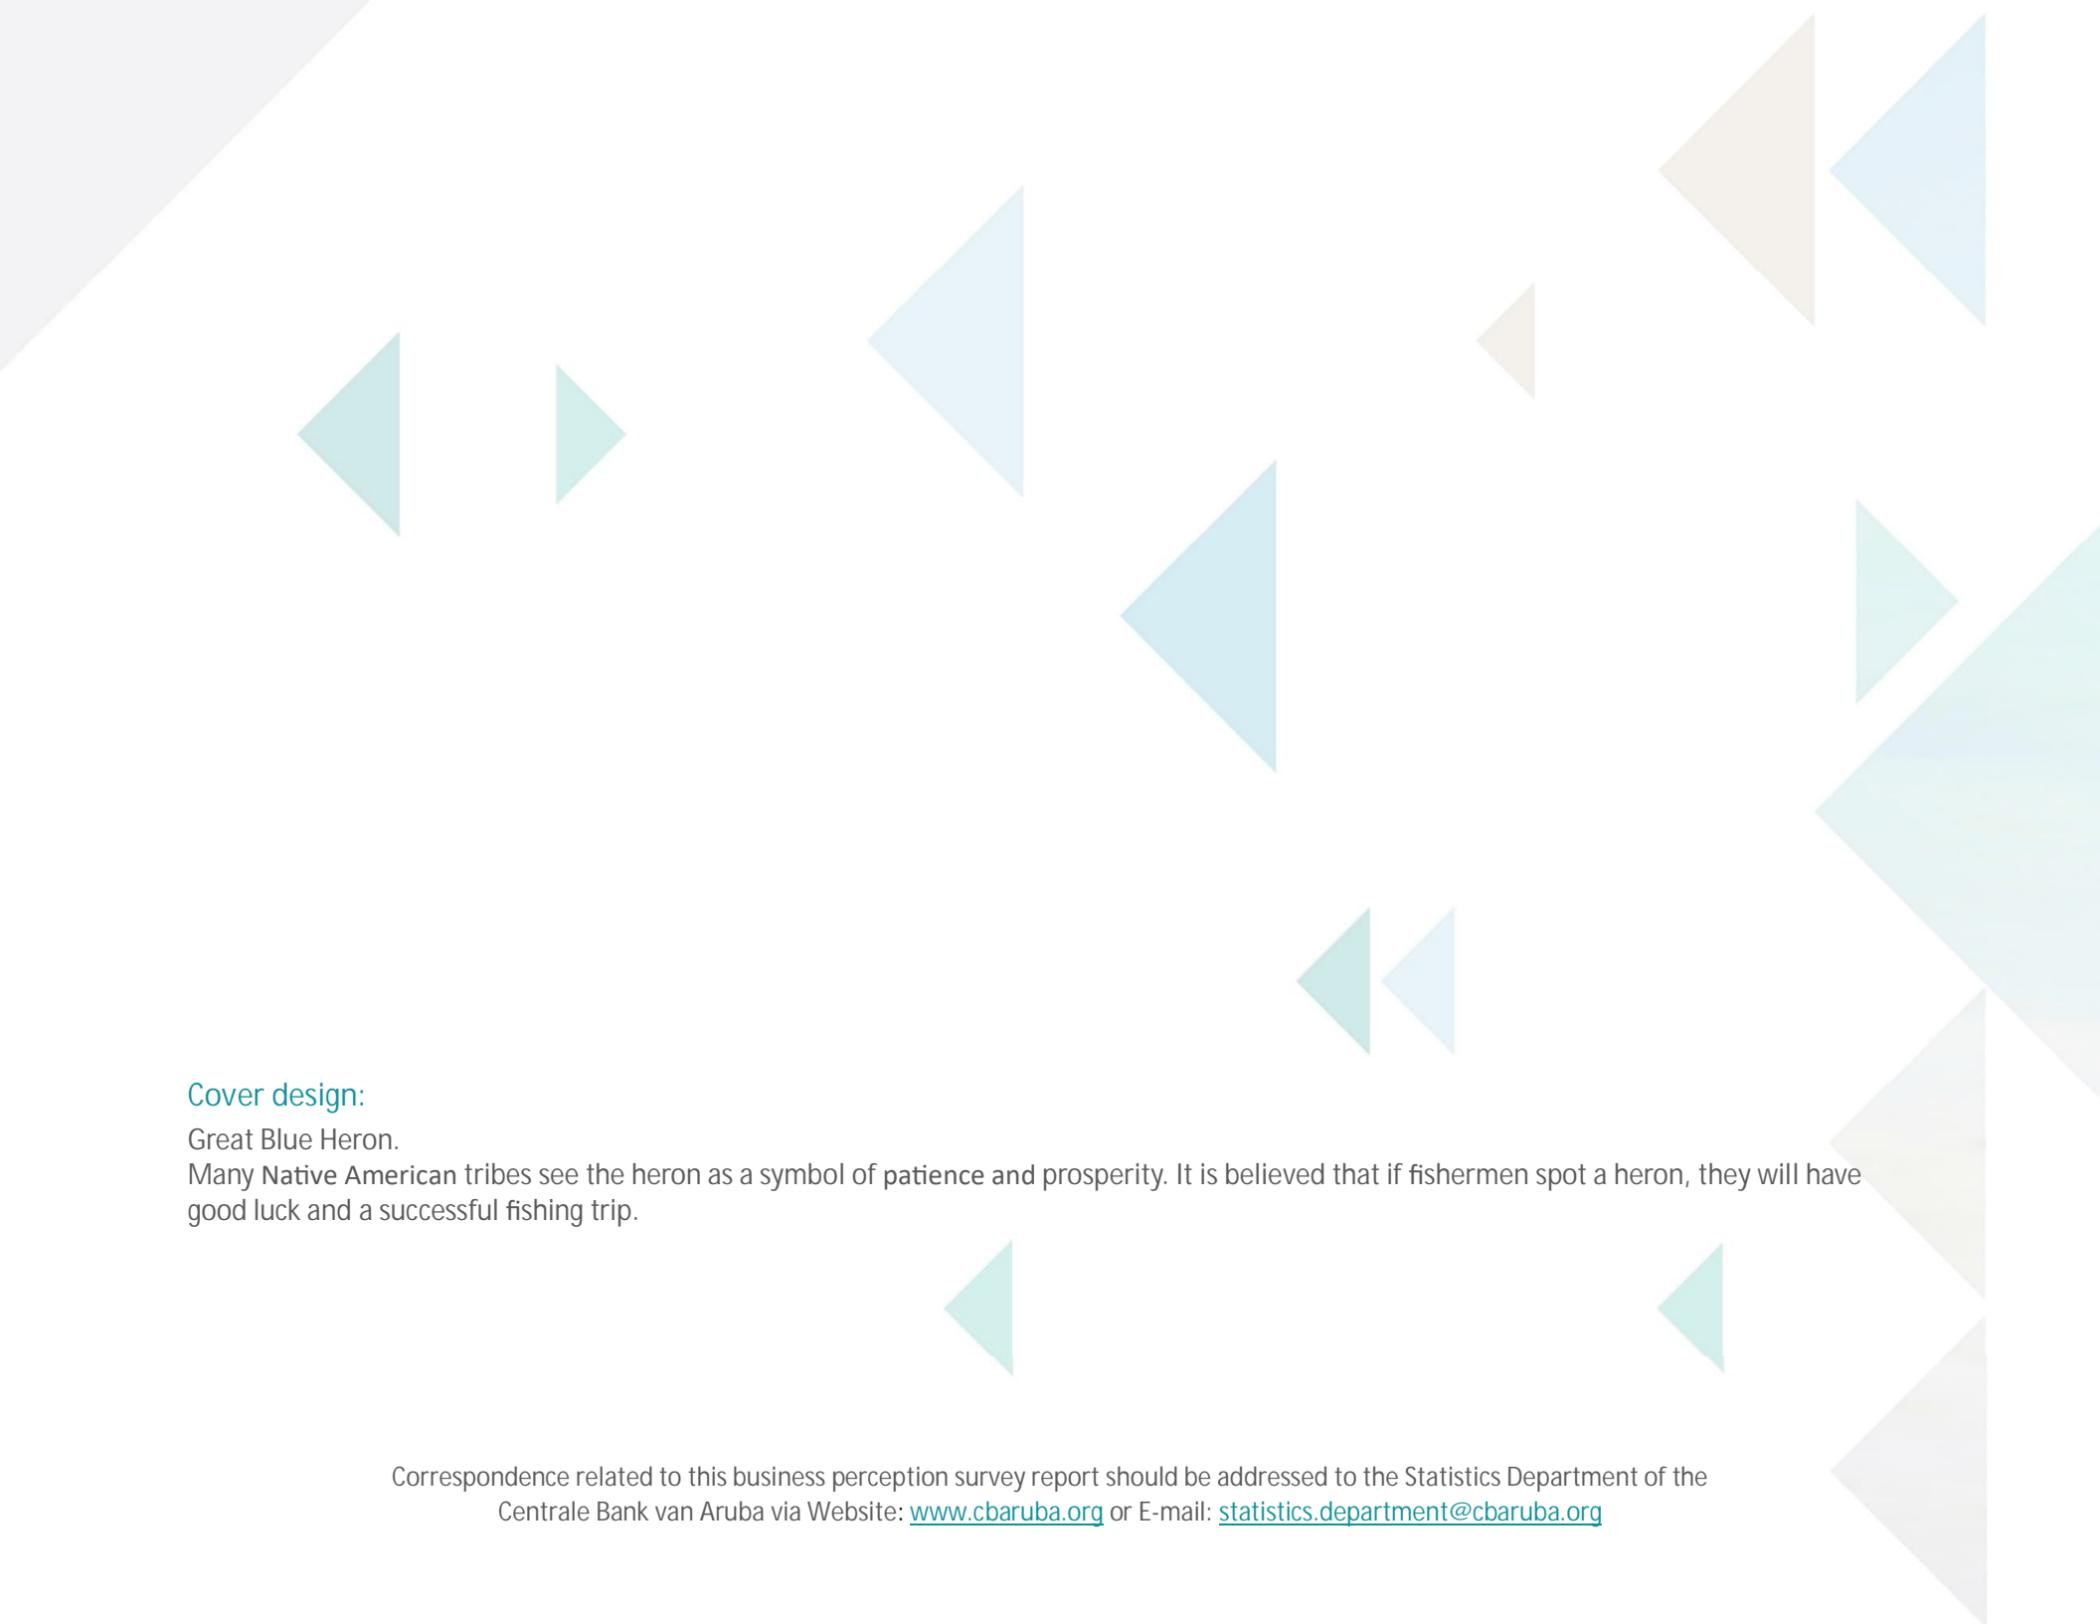 Cover design:
Great Blue Heron.
Many Native American tribes see the heron as a symbol of patience and prosperity. It is believed that if fishermen spot a heron, they will have
good luck and a successful fishing trip.
Correspondence related to this business perception survey report should be addressed to the Statistics Department of the
Centrale Bank van Aruba via Website: www.cbaruba.org or E-mail: statistics.department@cbaruba.org